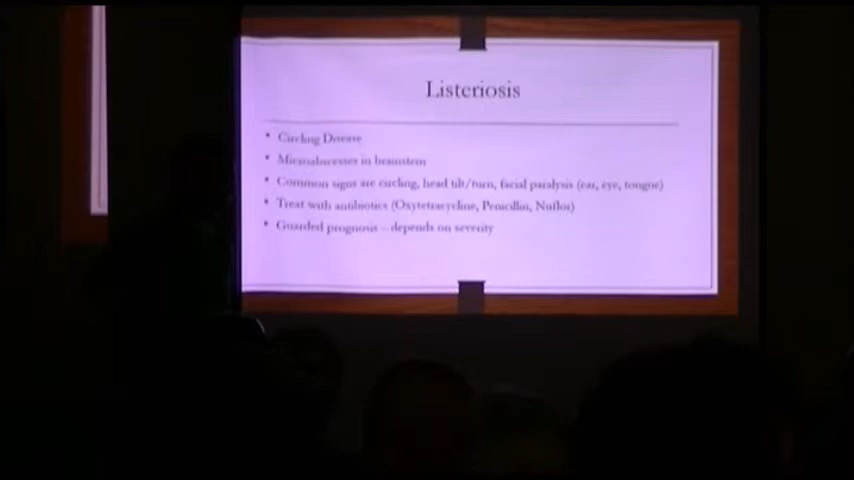 Listeriosis
• Circling Disease
• Microabscesses in brainstem
• Common signs are circling, head tilt/turn, facial paralysis (ear, eye, tongue)
• Treat with antibiotics (Oxytetracycline, Penicillin, Nuflor)
• Guarded prognosis – depends on severity